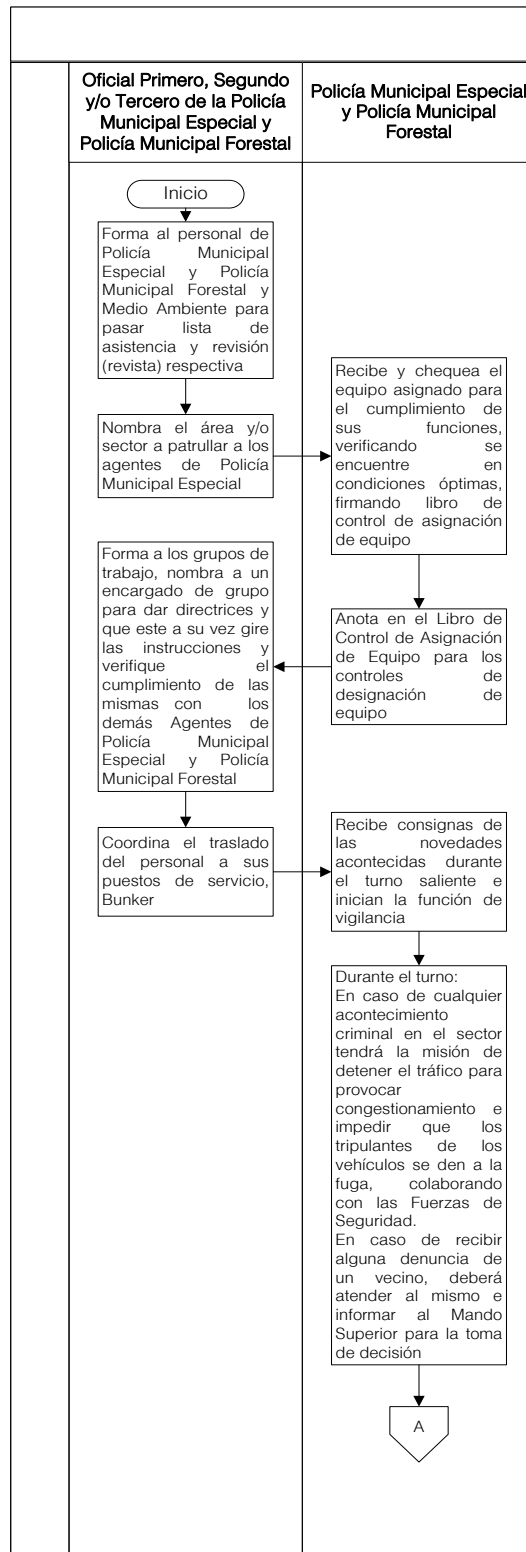 Oficial Primero, Segundo
y/o Tercero de la Policía
Municipal Especial y
Policía Municipal Forestal
Policía Municipal Especial
y Policía Municipal
Forestal
Inicio
Forma al personal de
Policía Municipal
Especial y Policía
Municipal Forestal y
Medio Ambiente para
pasar lista de
asistencia y revisión
(revista) respectiva
Nombra el área y/o
sector a patrullar a los
agentes de Policía
Municipal Especial
Recibe y chequea el
equipo asignado para
el cumplimiento de
sus funciones,
verificando se
encuentre en
condiciones óptimas,
firmando libro de
control de asignación
de equipo
Anota en el Libro de
Control de Asignación
de Equipo para los
controles de
designación de
equipo
Forma a los grupos de
trabajo, nombra a un
encargado de grupo
para dar directrices y
que este a su vez gire
las instrucciones y
verifique el
cumplimiento de las
mismas con los
demás Agentes de
Policía Municipal
Especial y Policía
Municipal Forestal
Coordina el traslado
del personal a sus
puestos de servicio,
Bunker
Recibe consignas de
las novedades
acontecidas durante
el turno saliente e
inician la función de
vigilancia
Durante el turno:
En caso de cualquier
acontecimiento
criminal en el sector
tendrá la misión de
detener el tráfico para
provocar
congestionamiento e
impedir que los
tripulantes de los
vehículos se den a la
fuga, colaborando
con las Fuerzas de
Seguridad.
En caso de recibir
alguna denuncia de
un vecino, deberá
atender al mismo e
informar al Mando
Superior para la toma
de decisión
A